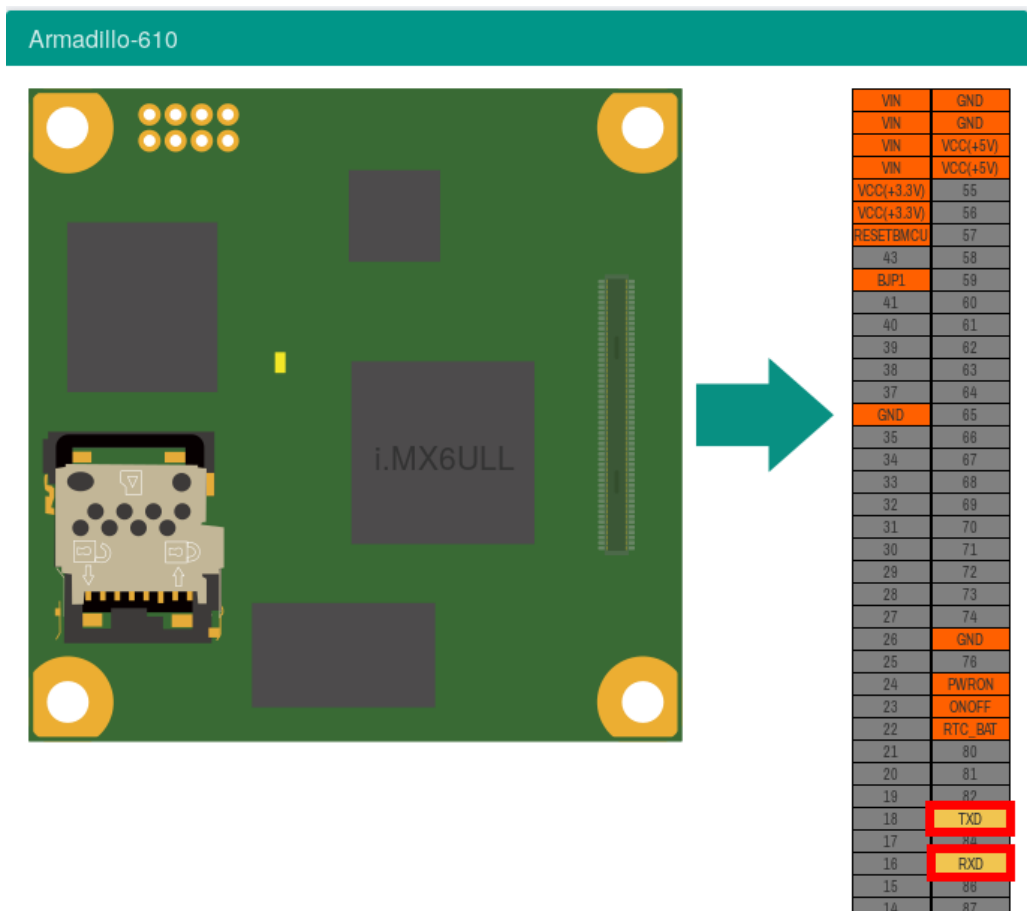 Armadillo-610
i.MX6ULL
VIN GND
VIN GND
VIN VCC(+5V)
VIN VCC(+5V)
VCC(+3.3V) 55
VCC(+3.3V) 56
RESETBMCU 57
43 58
BJP1 59
41 60
40 61
39 62
38 63
37 64
GND 65
35 66
34 67
33 68
32 69
31 70
30 71
29 72
28 73
27 74
26 GND
25 76
24 PWRON
23 ONOFF
22 RTC_BAT
21 80
20 81
19 82
18 TXD
17 84
16 RXD
15 86
14 87